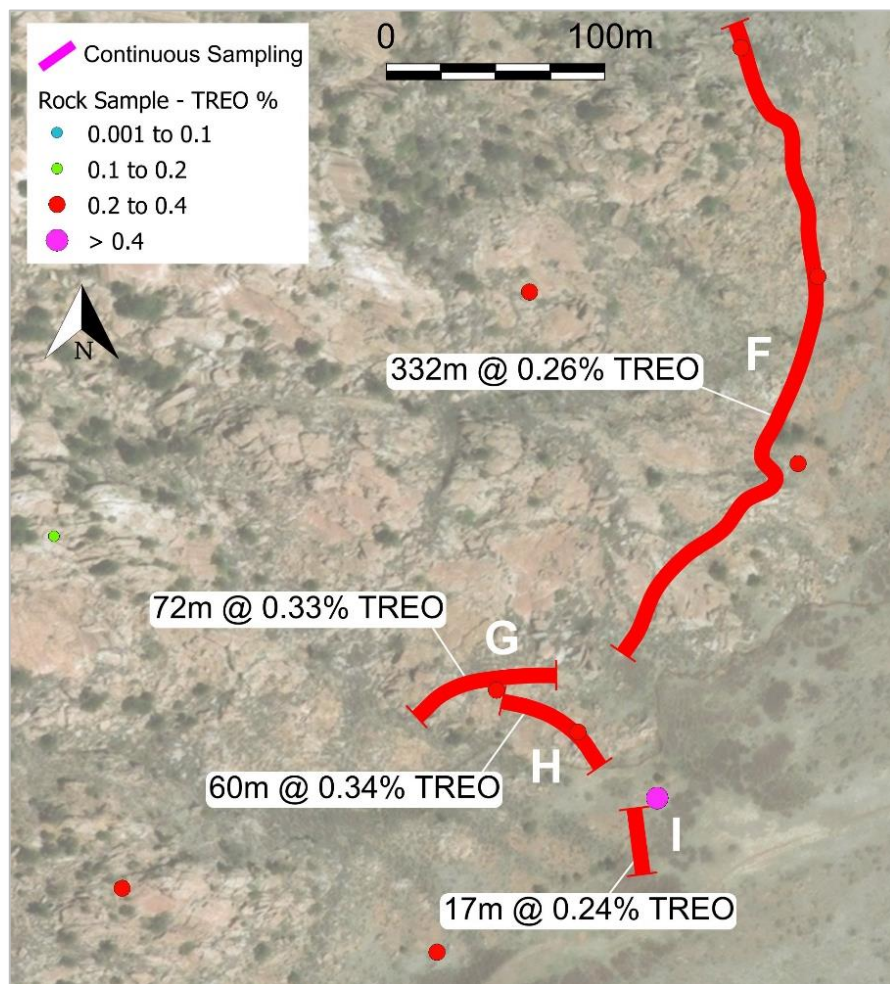 Continuous Sampling
Rock Sample - TREO %
0.001 to 0.1
0.1 to 0.2
0.2 to 0.4
> 0.4
0 100m
N
F
332m @ 0.26% TREO
72m @ 0.33% TREO
G
H
60m @ 0.34% TREO
I
17m @ 0.24% TREO